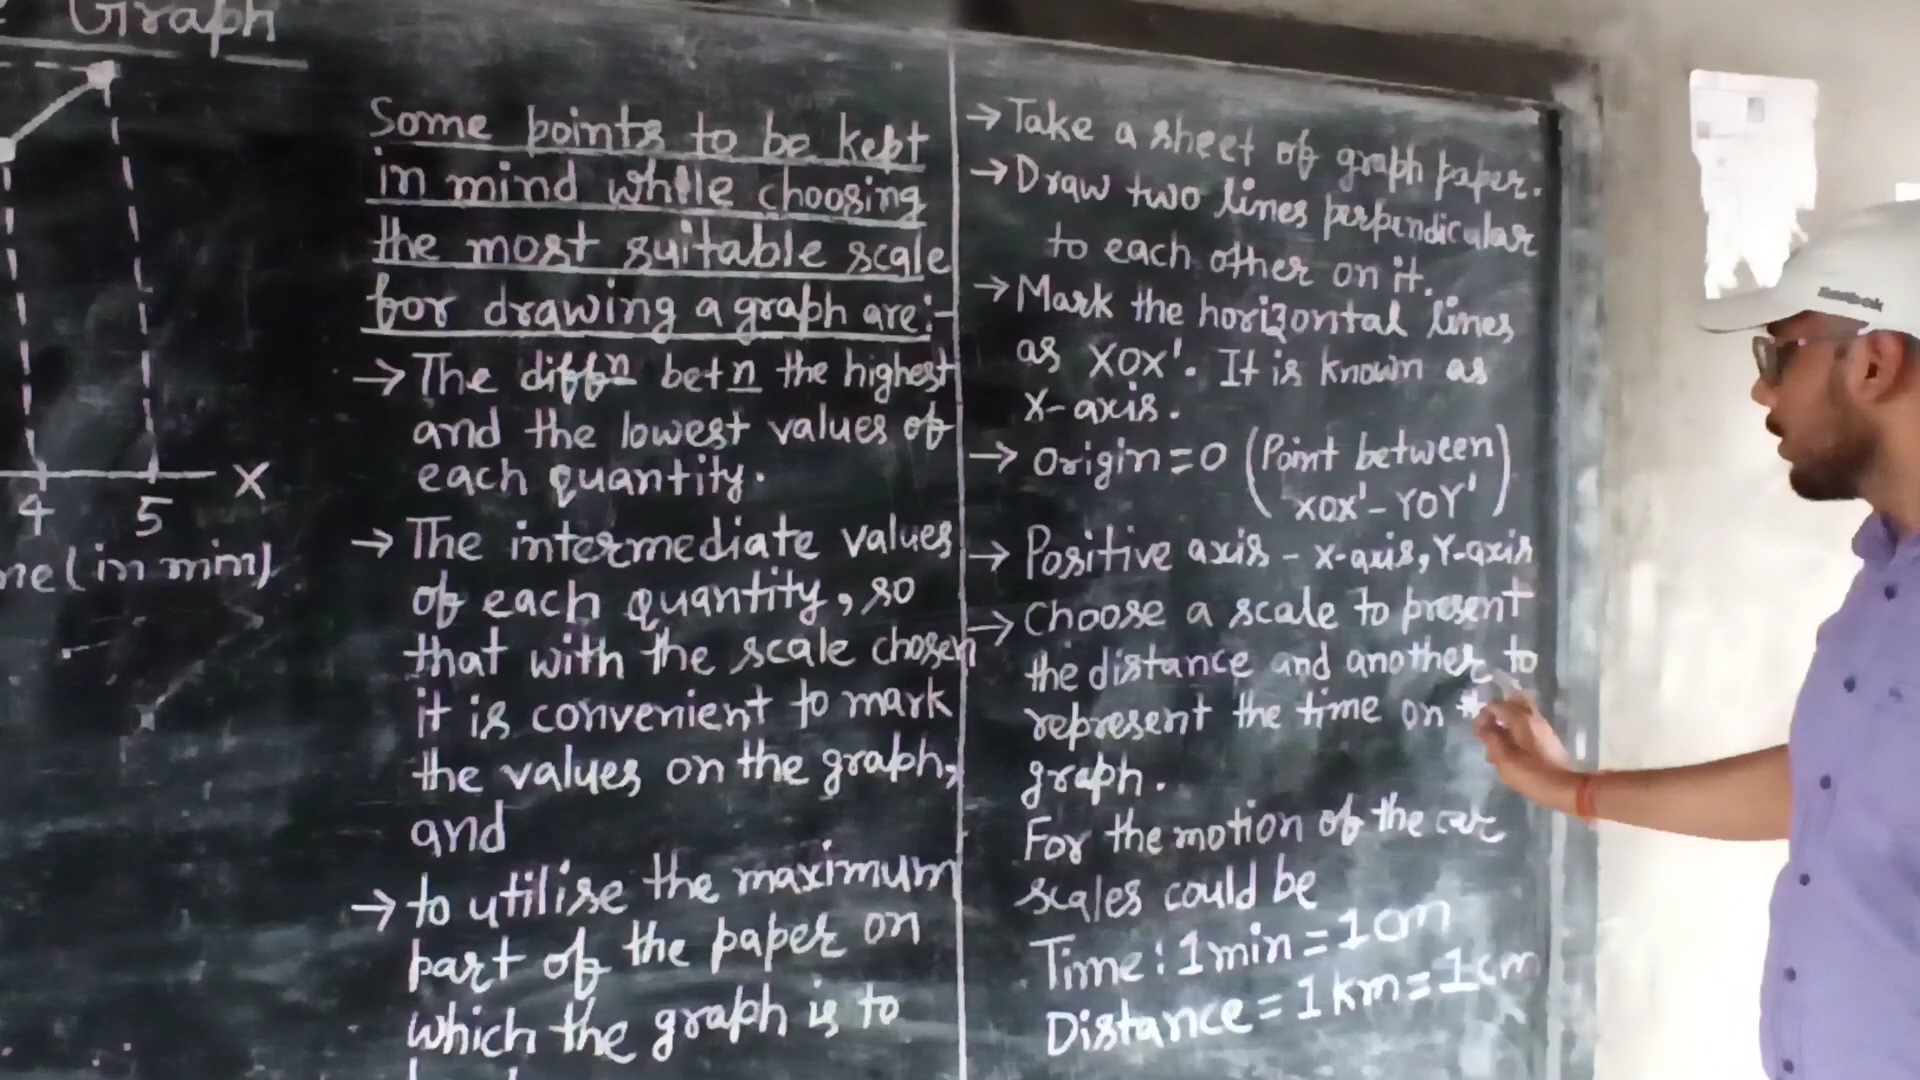 Graph
X
4 5
(in min)
Some points to be kept
in mind while choosing
the most suitable scale
for drawing a graph are:-
→ The diffn betn the highest
and the lowest values of
each quantity.
→ The intermediate values
of each quantity, so
that with the scale chosen
it is convenient to mark
the values on the graph,
and
→ to utilise the maximum
part of the paper on
which the graph is to
→ Take a sheet of graph paper.
→ Draw two lines perpendicular
to each other on it.
→ Mark the horizontal lines
as XOX'. It is known as
X-axis.
→ Origin = O (Point between
XOX' - YOY')
→ Positive axis - X-axis, Y-axis
→ Choose a scale to present
the distance and another to
represent the time on
graph.
For the motion of the car
scales could be
Time: 1 min = 1 cm
Distance = 1 km = 1 cm
Reebok